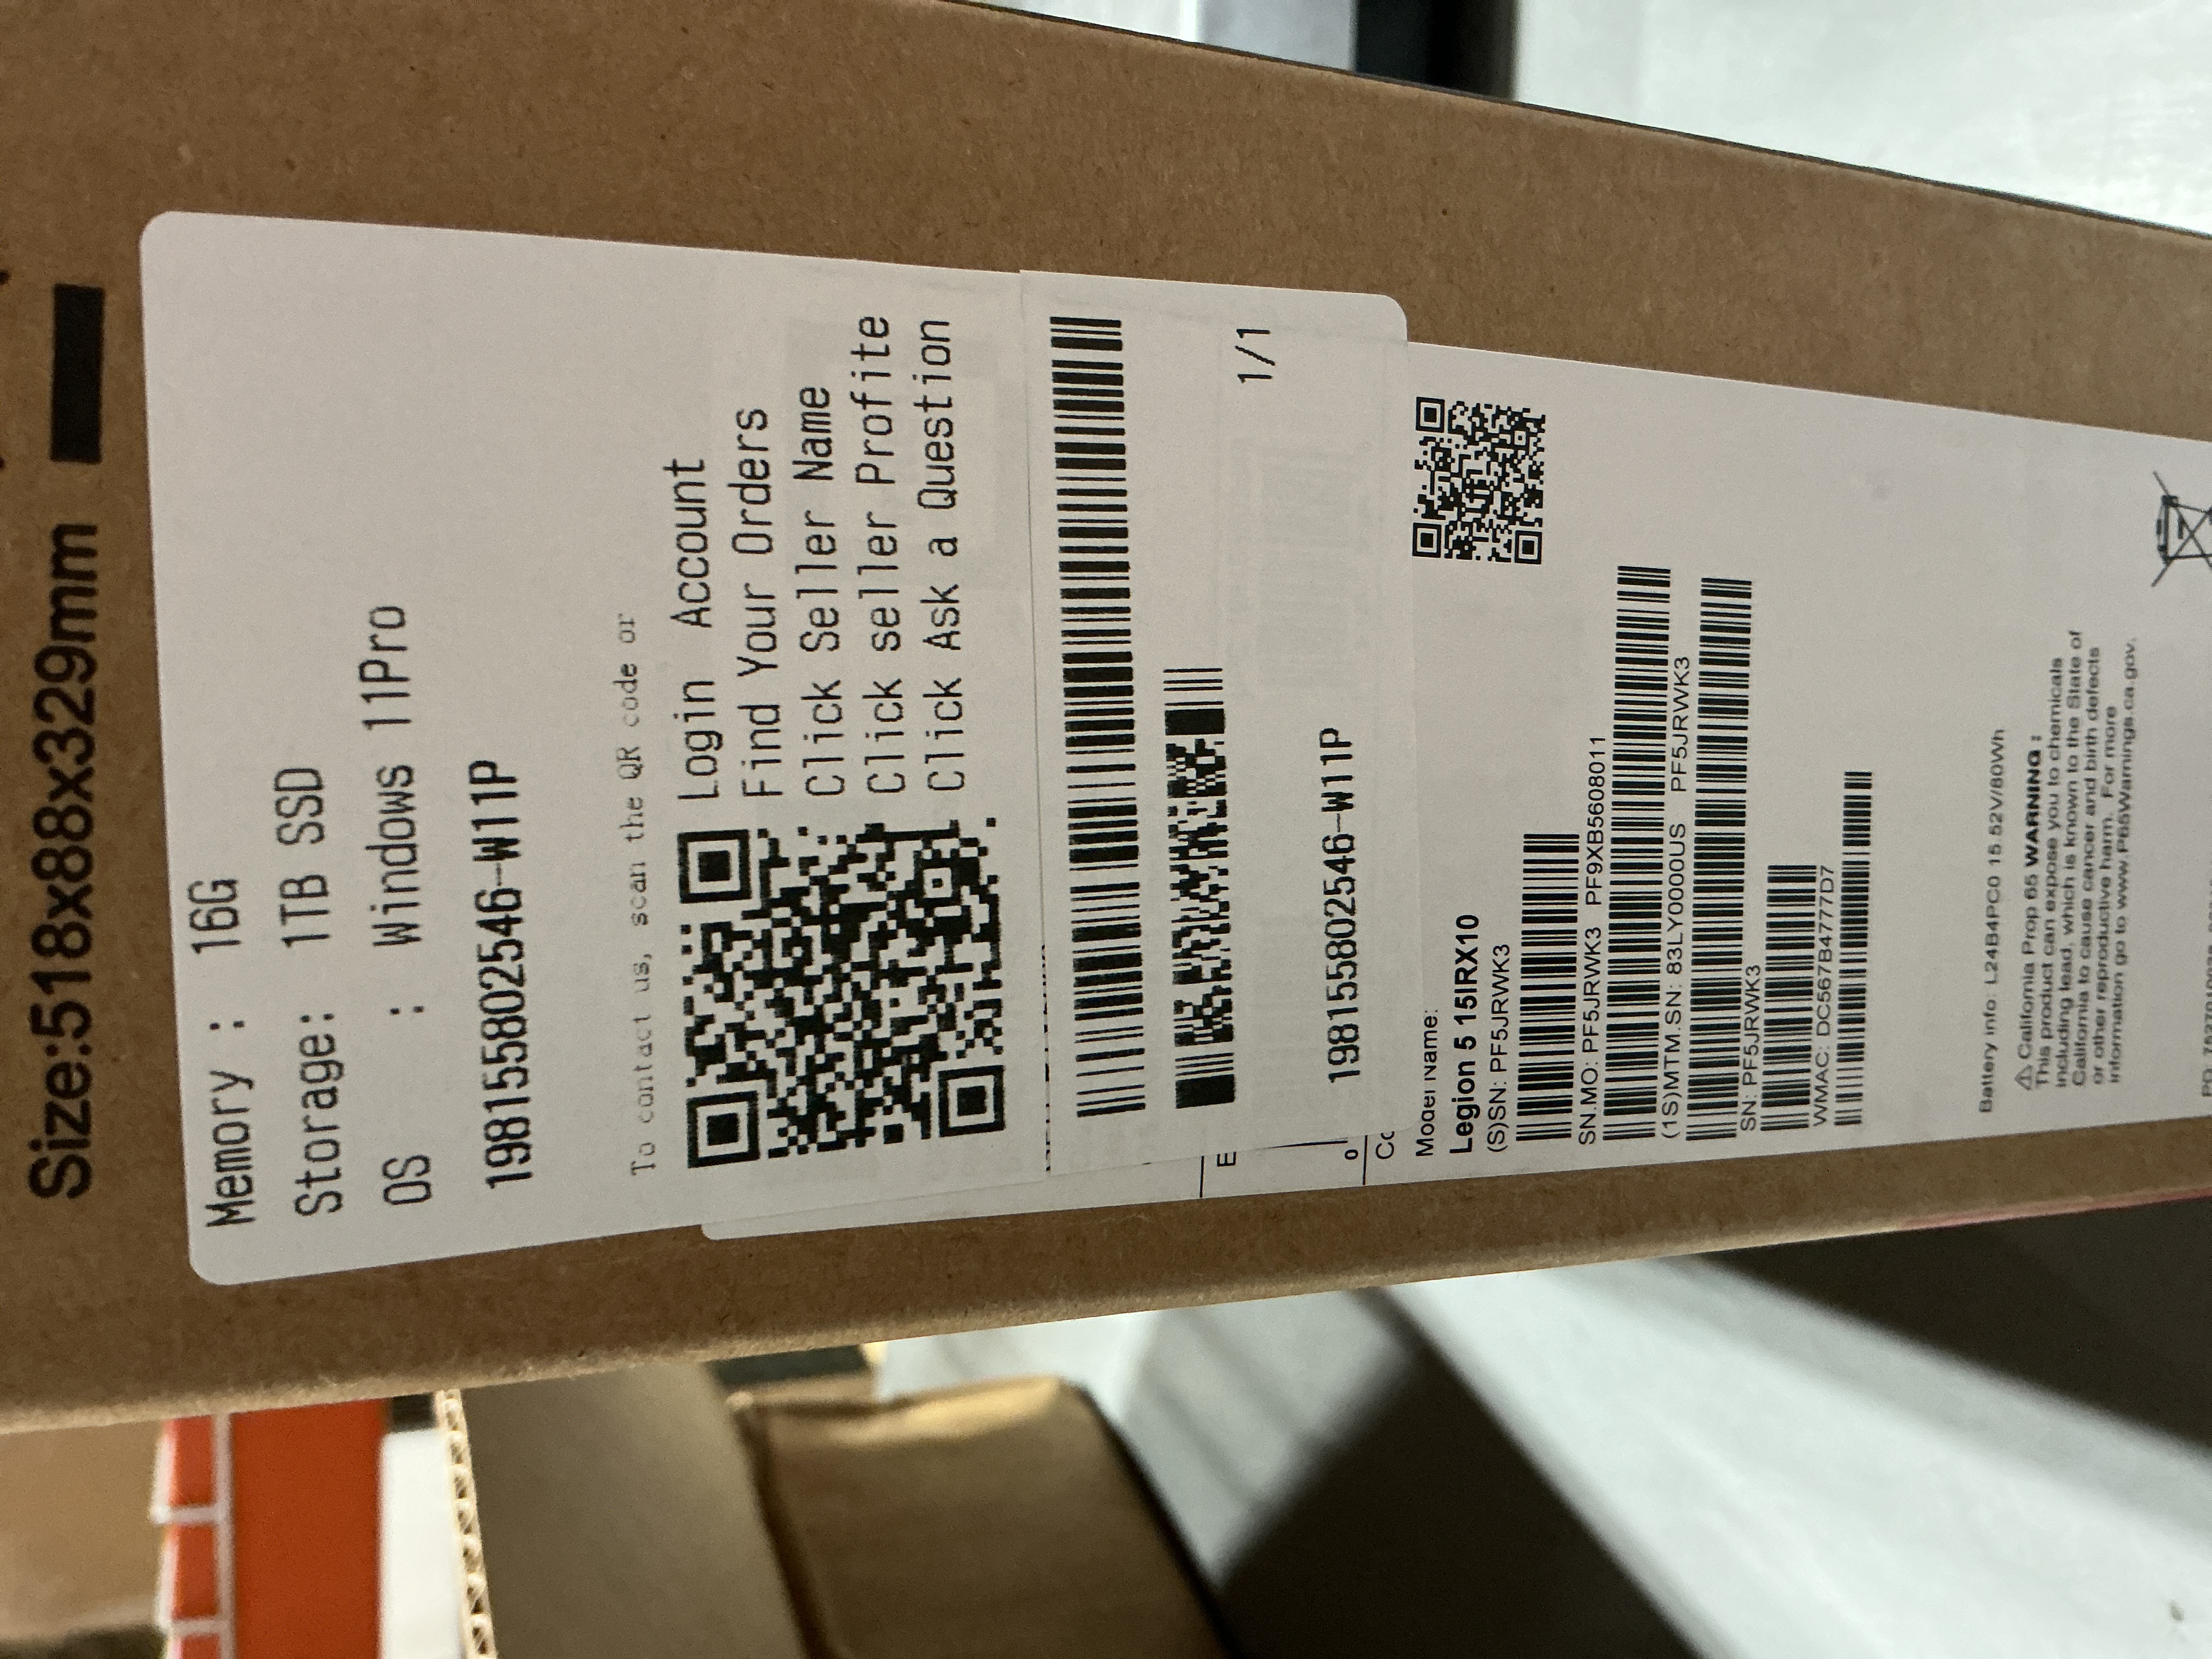 Size:518x88x329mm
Memory : 16G
Storage: 1TB SSD
OS : Windows 11Pro
198155802546-W11P
To contact us, scan the QR code or
Login Account
Find Your Orders
Click Seller Name
Click seller Profite
Click Ask a Question
1/1
198155802546-W11P
E
o
Co
Model Name:
Legion 5 15IRX10
(S)SN: PF5JRWK3
SN.MO: PF5JRWK3 PF9XB5608011
(1S)MTM.SN: 83LY0000US PF5JRWK3
SN: PF5JRWK3
WMAC: DC567B4777D7
Battery info: L24B4PC0 15.52V/80Wh
⚠ California Prop 65 WARNING :
This product can expose you to chemicals
including lead, which is known to the State of
California to cause cancer and birth defects
or other reproductive harm. For more
information go to www.P65Warnings.ca.gov.